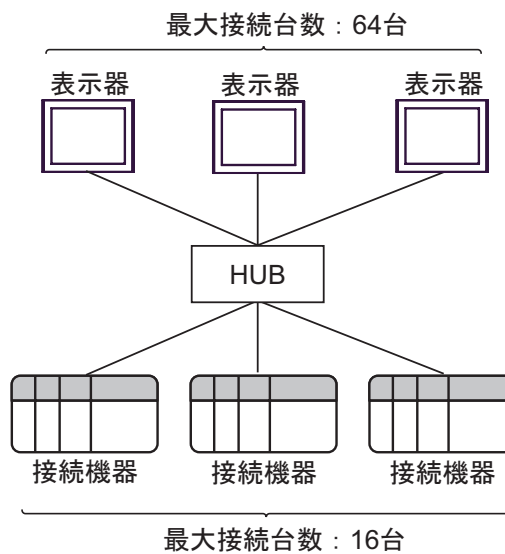 最大接続台数：64台
表示器 表示器 表示器
HUB
接続機器 接続機器 接続機器
最大接続台数：16台